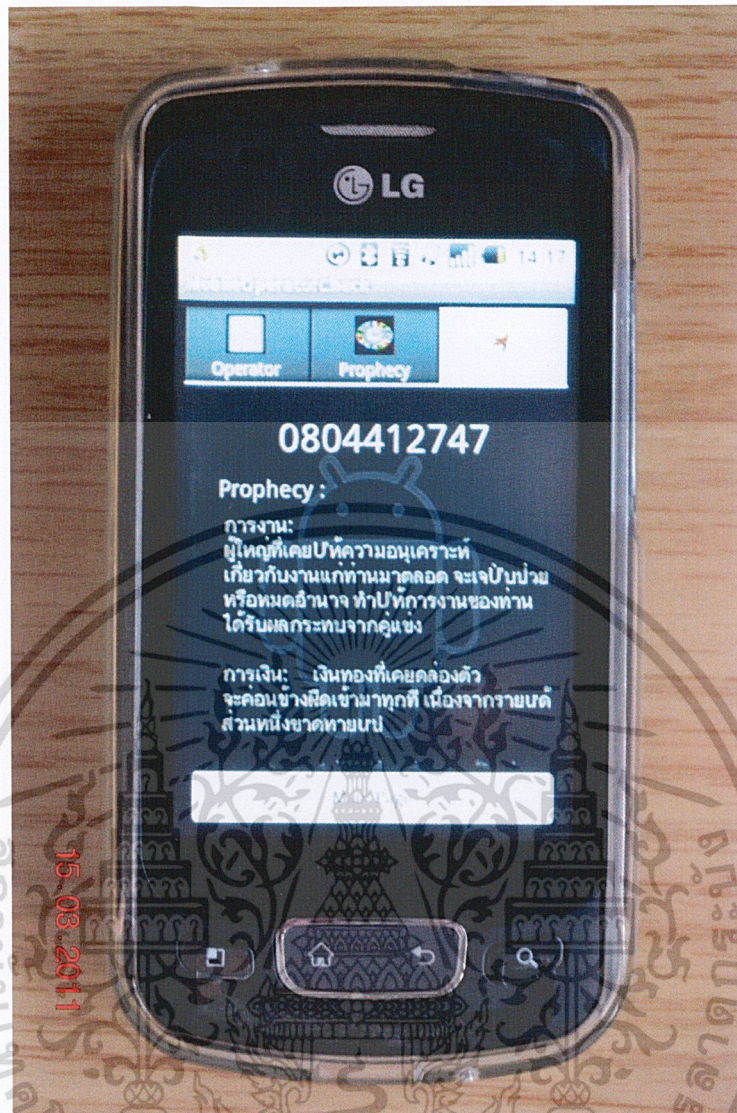 LG
14:17
MobileOperatorCheck
Operator
Prophecy
0804412747
Prophecy :
การงาน:
ผู้ใหญ่ที่เคยให้ความอนุเคราะห์
เกี่ยวกับงานแก่ท่านมาตลอด จะเจ็บป่วย
หรือหมดอำนาจ ทำให้การงานของท่าน
ได้รับผลกระทบจากคู่แข่ง
การเงิน: เงินทองที่เคยคล่องตัว
จะค่อนข้างฝืดเข้ามาทุกที เนื่องจากรายได้
ส่วนหนึ่งขาดหายไป
15.03.2011